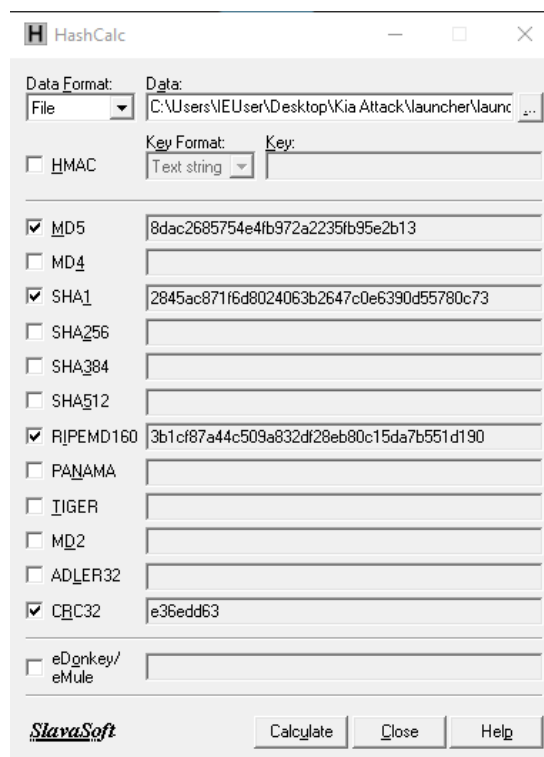 H HashCalc
Data Format: Data:
File C:\Users\IEUser\Desktop\Kia Attack\launcher\launc ...
Key Format: Key:
HMAC Text string
MD5 8dac2685754e4fb972a2235fb95e2b13
MD4
SHA1 2845ac871f6d8024063b2647c0e6390d55780c73
SHA256
SHA384
SHA512
RIPEMD160 3b1cf87a44c509a832df28eb80c15da7b551d190
PANAMA
TIGER
MD2
ADLER32
CRC32 e36edd63
eDonkey/
eMule
SlavaSoft Calculate Close Help